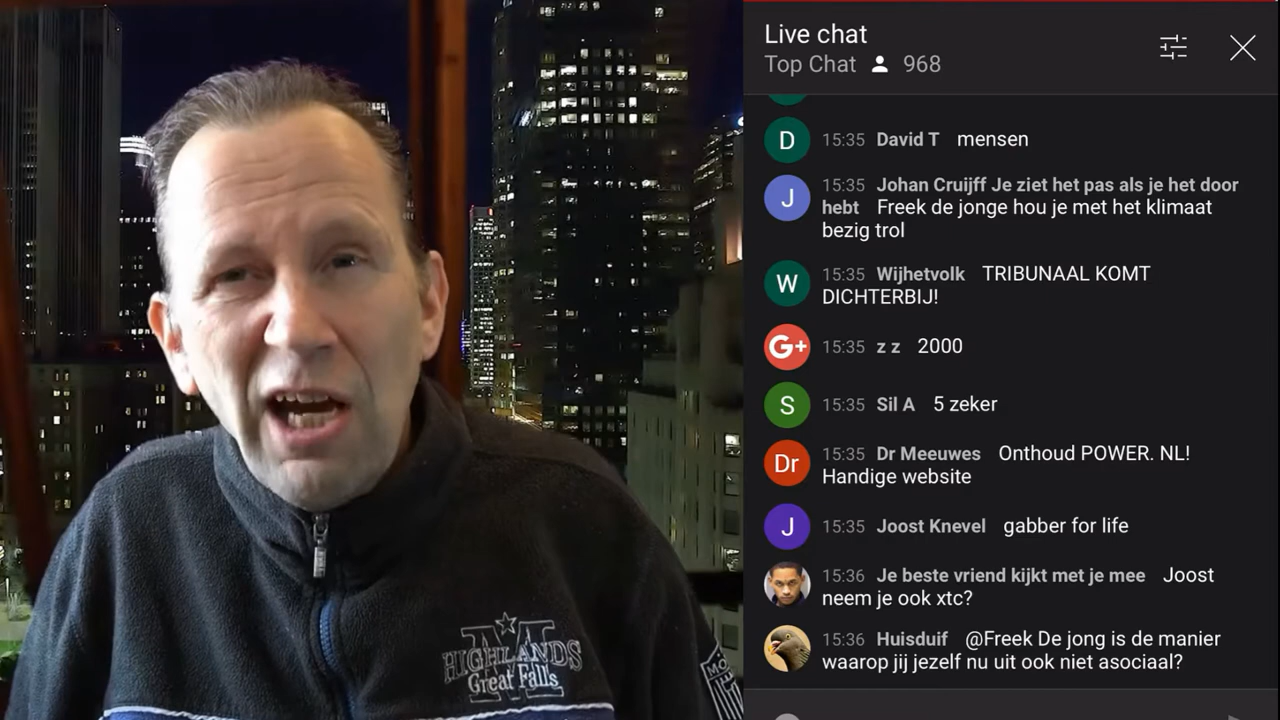 Live chat
Top Chat 968
D 15:35 David T mensen
J 15:35 Johan Cruijff Je ziet het pas als je het door
hebt Freek de jonge hou je met het klimaat
bezig trol
W 15:35 Wijhetvolk TRIBUNAAL KOMT
DICHTERBIJ!
G+ 15:35 z z 2000
S 15:35 Sil A 5 zeker
Dr 15:35 Dr Meeuwes Onthoud POWER. NL!
Handige website
J 15:35 Joost Knevel gabber for life
15:36 Je beste vriend kijkt met je mee Joost
neem je ook xtc?
15:36 Huisduif @Freek De jong is de manier
waarop jij jezelf nu uit ook niet asociaal?
M
HIGHLANDS
Great Falls
MO